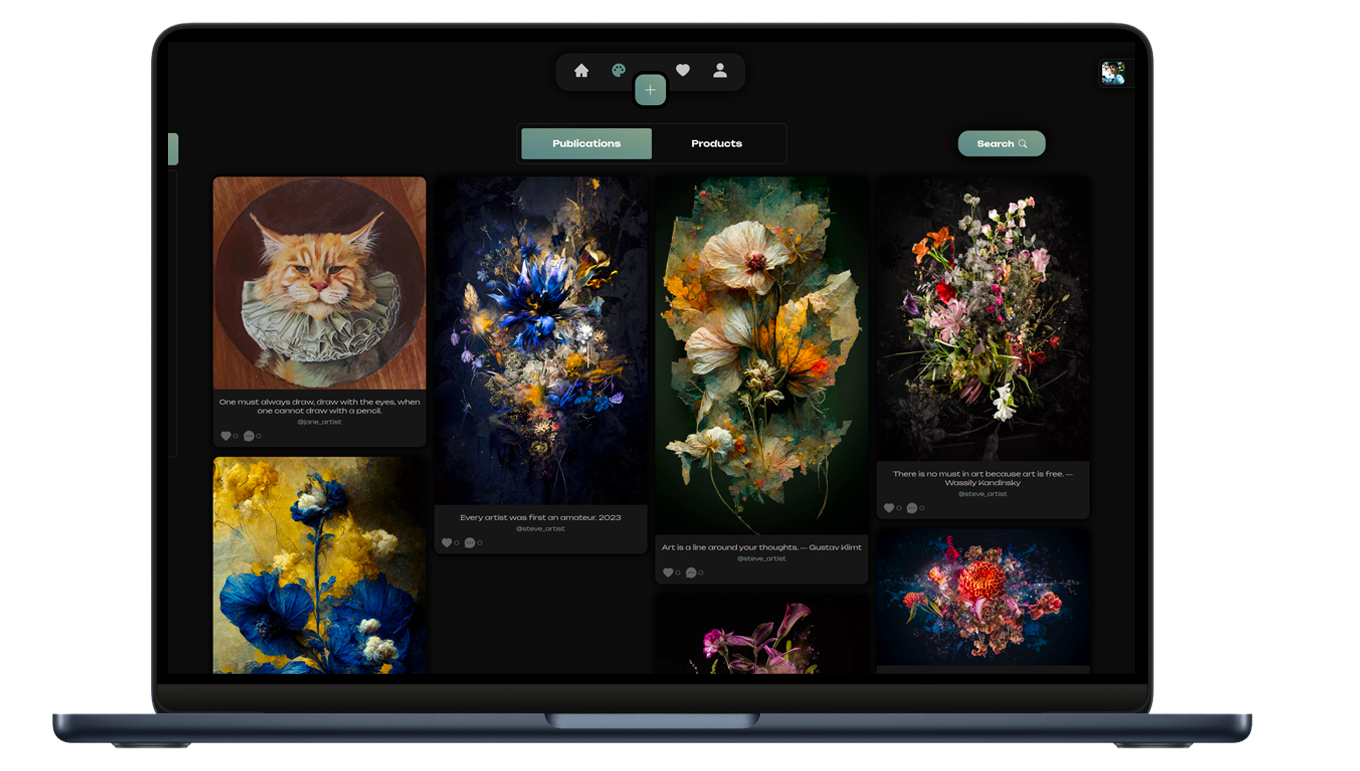 Publications
Products
Search
One must always draw, draw with the eyes, when
one cannot draw with a pencil.
@jane_artist
0 0
Every artist was first an amateur. 2023
@steve_artist
0 0
Art is a line around your thoughts. — Gustav Klimt
@steve_artist
0 0
There is no must in art because art is free. —
Wassily Kandinsky
@steve_artist
0 0